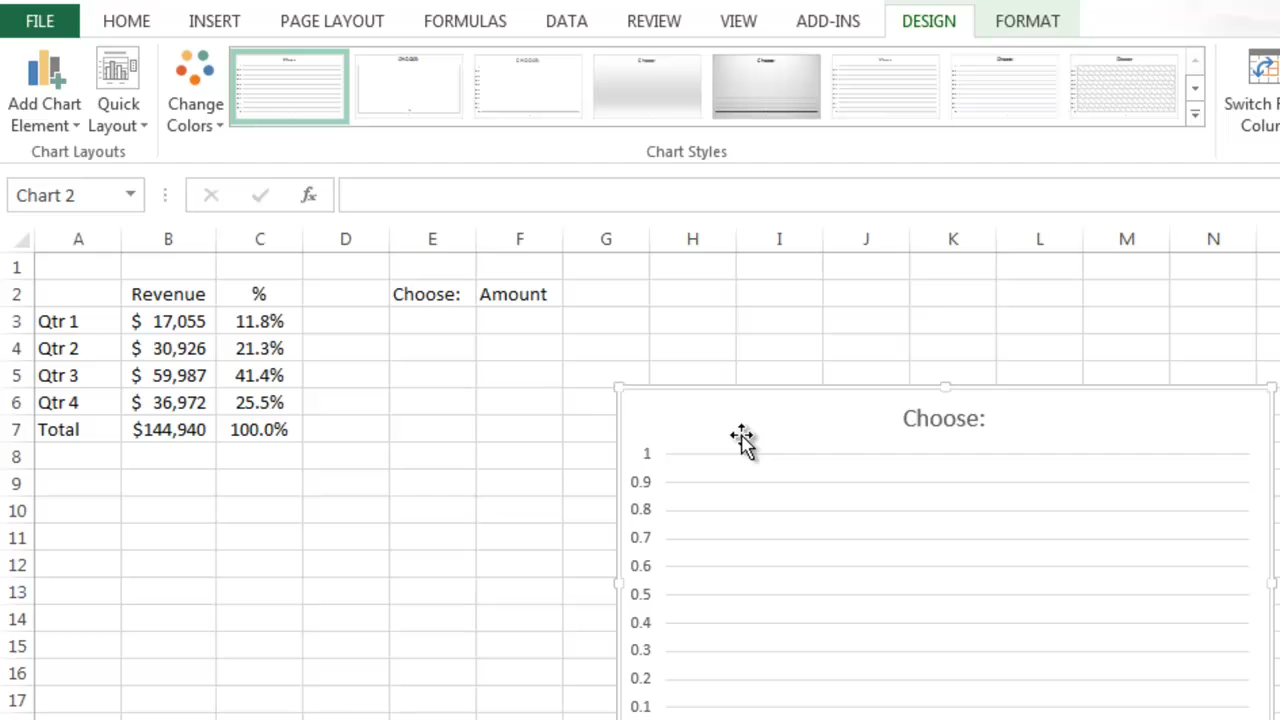 FILE HOME INSERT PAGE LAYOUT FORMULAS DATA REVIEW VIEW ADD-INS DESIGN FORMAT
Add Chart Element
Quick Layout
Change Colors
Chart Layouts
Chart Styles
Chart 2
fx
A B C D E F G H I J K L M N
1
2 Revenue % Choose: Amount
3 Qtr 1 $ 17,055 11.8%
4 Qtr 2 $ 30,926 21.3%
5 Qtr 3 $ 59,987 41.4%
6 Qtr 4 $ 36,972 25.5%
7 Total $144,940 100.0%
8
9
10
11
12
13
14
15
16
17
Choose:
1
0.9
0.8
0.7
0.6
0.5
0.4
0.3
0.2
0.1